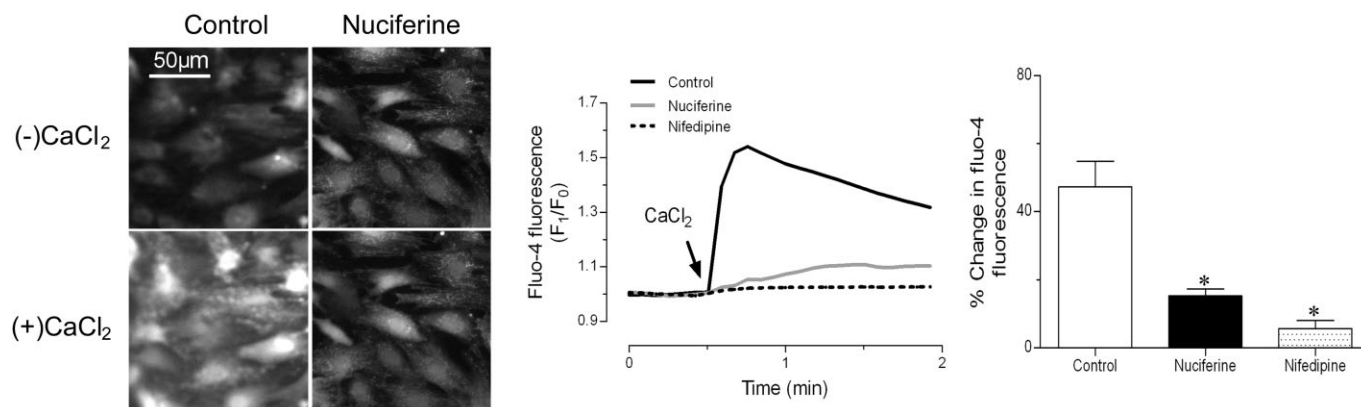 Control Nuciferine
50µm
(-)CaCl₂
(+)CaCl₂
Control
Nuciferine
Nifedipine
Fluo-4 fluorescence
(F₁/F₀)
1.7
1.5
1.3
1.1
0.9
CaCl₂
0 1 2
Time (min)
% Change in fluo-4
fluorescence
80
40
0
* *
Control Nuciferine Nifedipine